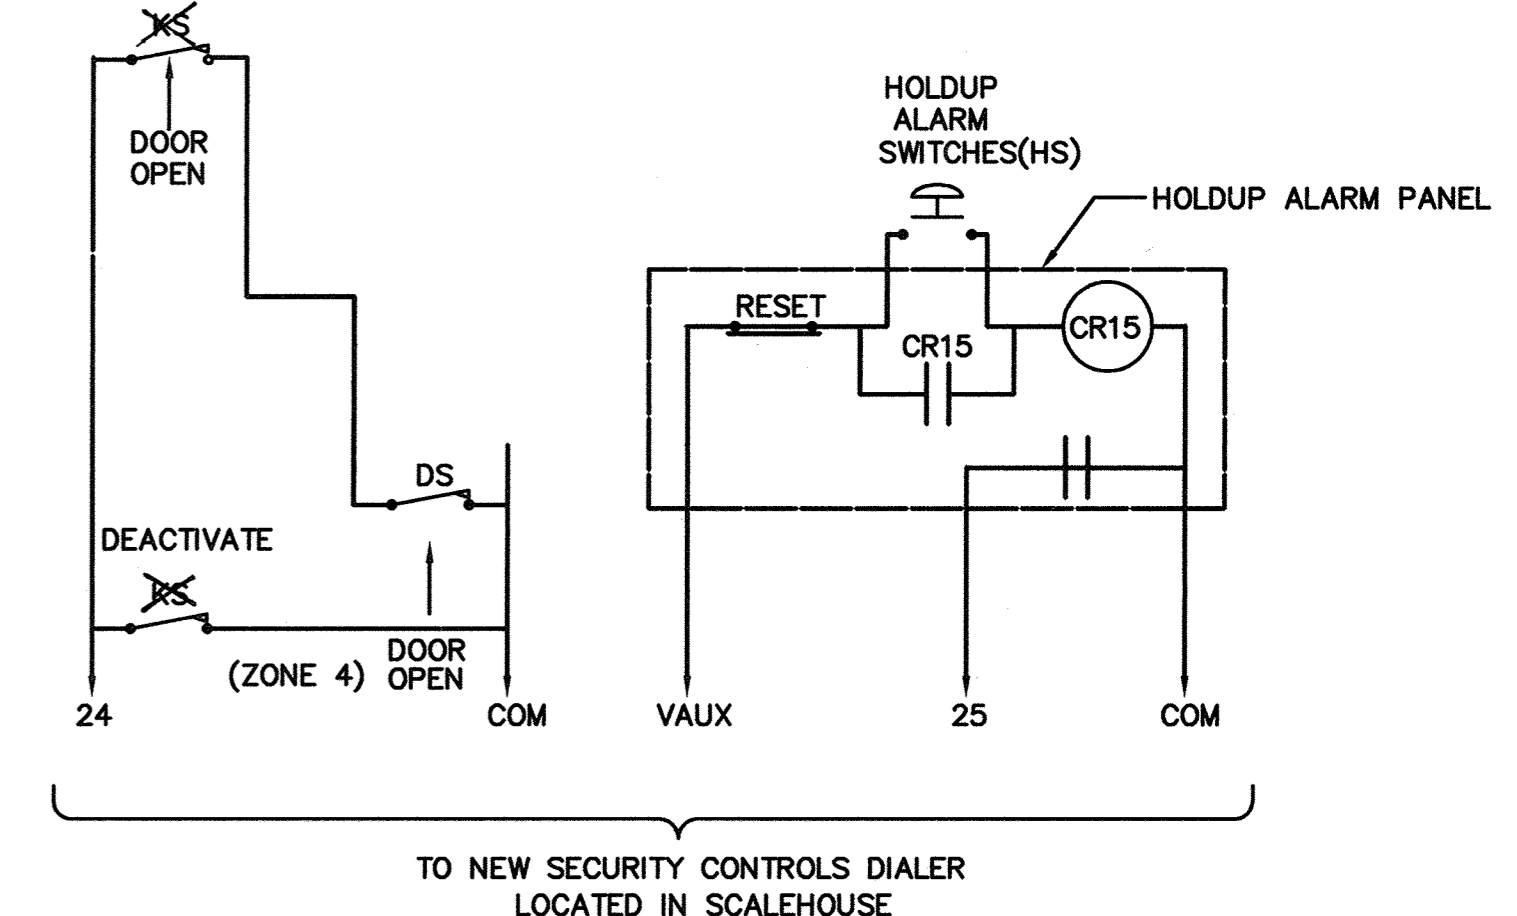 KS
DOOR
OPEN
HOLDUP
ALARM
SWITCHES(HS)
HOLDUP ALARM PANEL
RESET
CR15
CR15
DS
DEACTIVATE
KS
(ZONE 4)
DOOR
OPEN
24
COM
VAUX
25
COM
TO NEW SECURITY CONTROLS DIALER
LOCATED IN SCALEHOUSE